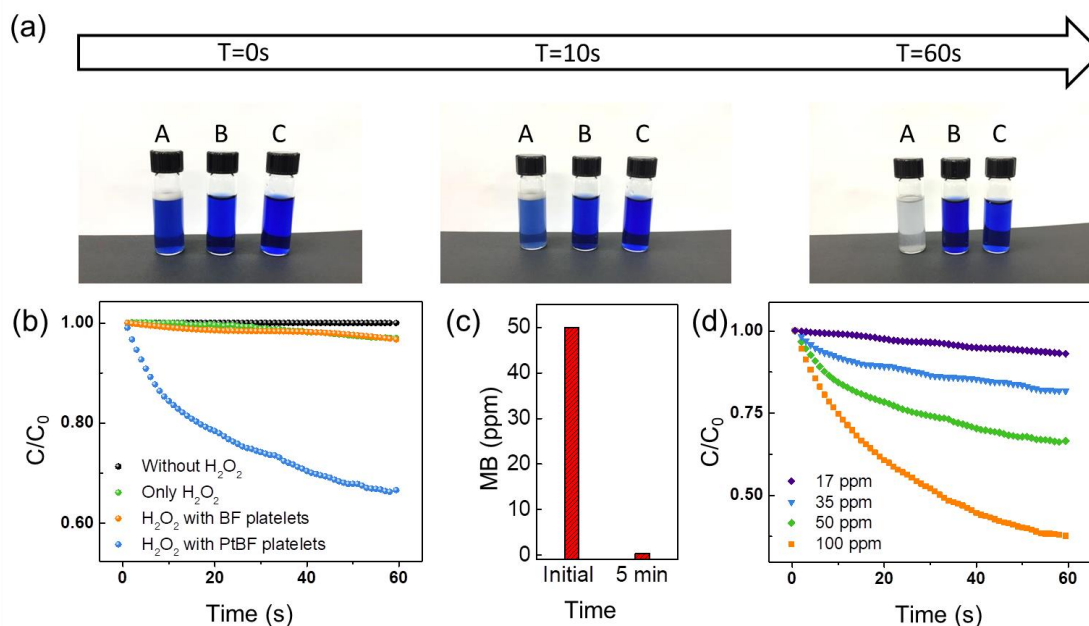 (a)
T=0s T=10s T=60s
A B C A B C A B C
(b)
1.00
0.80
0.60
C/C₀
Without H₂O₂
Only H₂O₂
H₂O₂ with BF platelets
H₂O₂ with PtBF platelets
0 20 40 60
Time (s)
(c)
50
40
30
20
10
0
MB (ppm)
Initial 5 min
Time
(d)
1.00
0.75
0.50
C/C₀
17 ppm
35 ppm
50 ppm
100 ppm
0 20 40 60
Time (s)